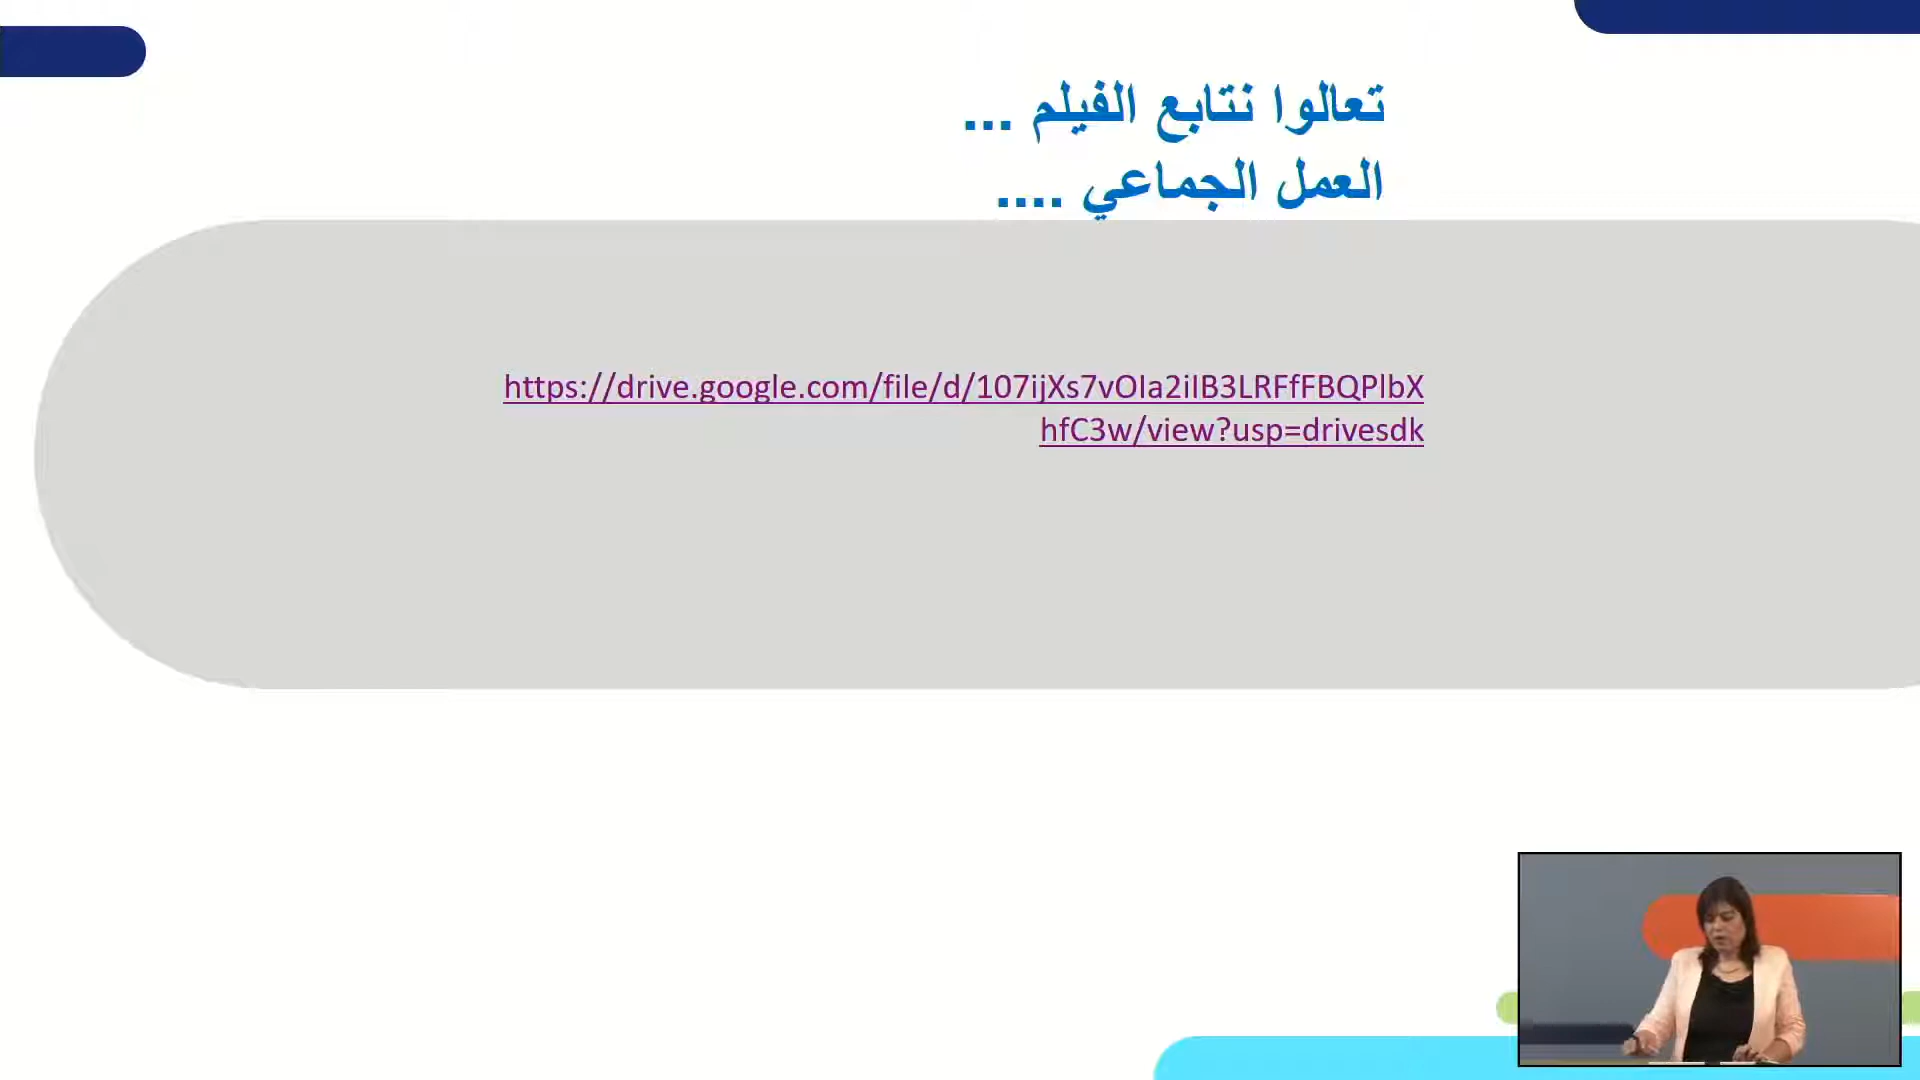 تعالوا نتابع الفيلم ...
العمل الجماعي ....
https://drive.google.com/file/d/107ijXs7vOIa2iIB3LRFfFBQPlbX
hfC3w/view?usp=drivesdk